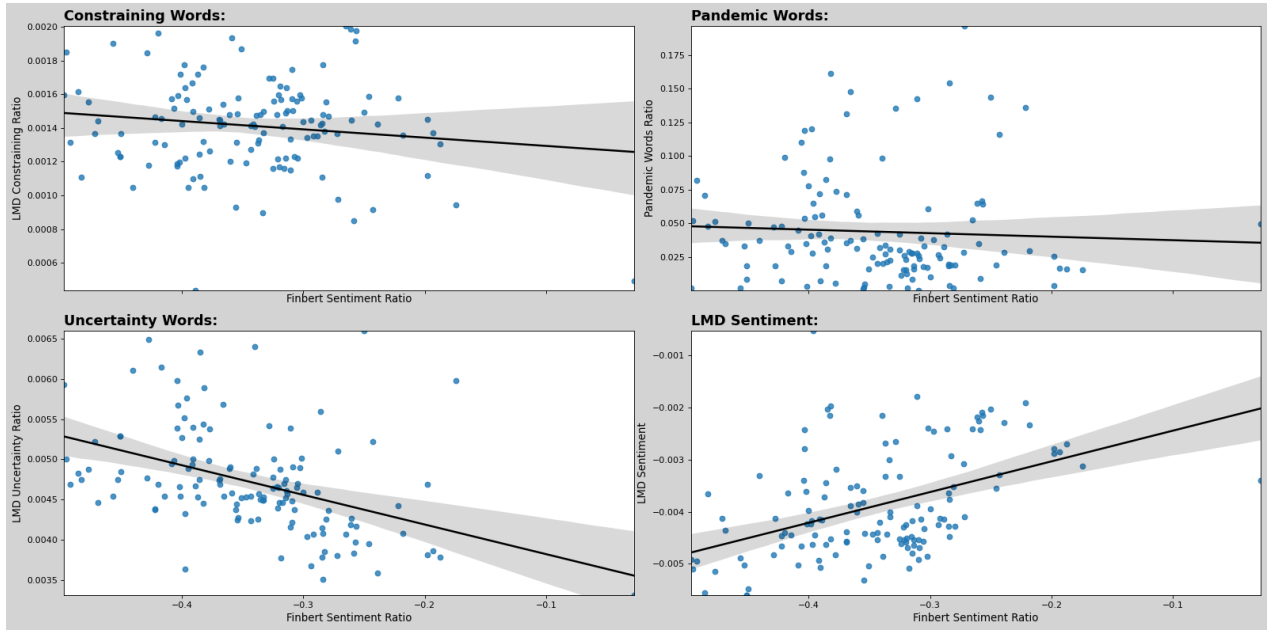 Constraining Words:
0.0020
0.0018
0.0016
0.0014
0.0012
0.0010
0.0008
0.0006
LMD Constraining Ratio
Finbert Sentiment Ratio
Pandemic Words:
0.175
0.150
0.125
0.100
0.075
0.050
0.025
Pandemic Words Ratio
Finbert Sentiment Ratio
Uncertainty Words:
0.0065
0.0060
0.0055
0.0050
0.0045
0.0040
0.0035
LMD Uncertainty Ratio
−0.4 −0.3 −0.2 −0.1
Finbert Sentiment Ratio
LMD Sentiment:
−0.001
−0.002
−0.003
−0.004
−0.005
LMD Sentiment
−0.4 −0.3 −0.2 −0.1
Finbert Sentiment Ratio